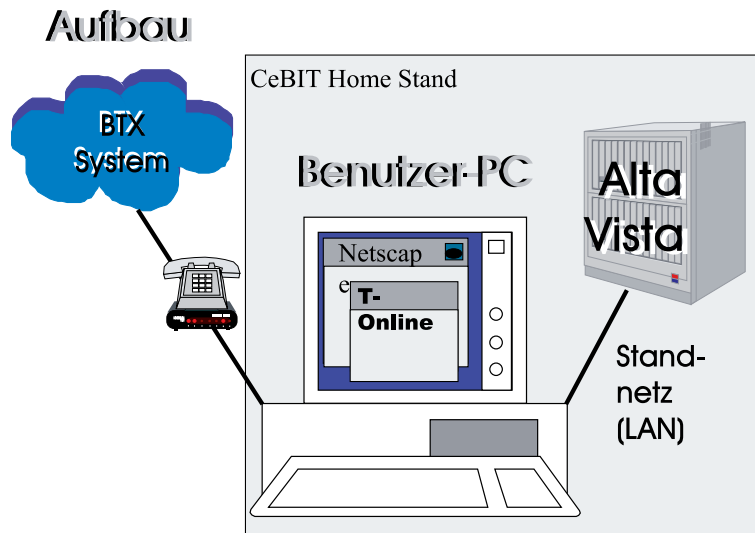 Aufbau
CeBIT Home Stand
BTX
System
Benutzer-PC
Alta
Vista
Netscap
e
T-
Online
Stand-
netz
(LAN)